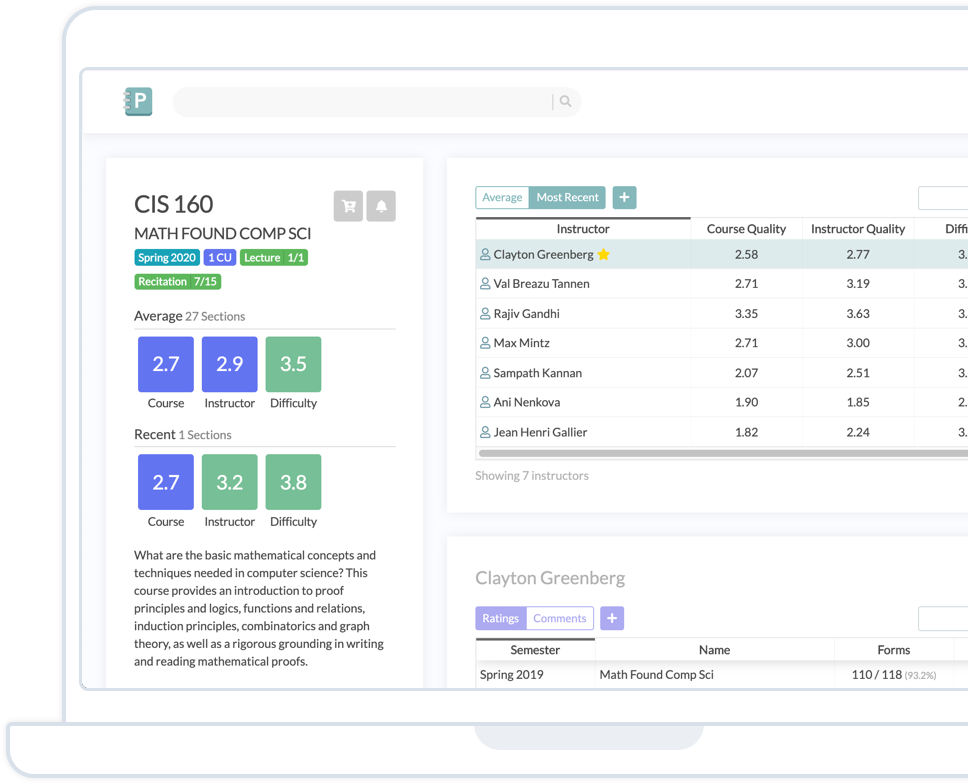 P
CIS 160
MATH FOUND COMP SCI
Spring 2020 1 CU Lecture 1/1
Recitation 7/15
Average 27 Sections
2.7 2.9 3.5
Course Instructor Difficulty
Recent 1 Sections
2.7 3.2 3.8
Course Instructor Difficulty
What are the basic mathematical concepts and
techniques needed in computer science? This
course provides an introduction to proof
principles and logics, functions and relations,
induction principles, combinatorics and graph
theory, as well as a rigorous grounding in writing
and reading mathematical proofs.
Average Most Recent +
Instructor Course Quality Instructor Quality Diffi
Clayton Greenberg 2.58 2.77 3.
Val Breazu Tannen 2.71 3.19 3.
Rajiv Gandhi 3.35 3.63 3.
Max Mintz 2.71 3.00 3.
Sampath Kannan 2.07 2.51 3.
Ani Nenkova 1.90 1.85 2.
Jean Henri Gallier 1.82 2.24 3.
Showing 7 instructors
Clayton Greenberg
Ratings Comments +
Semester Name Forms
Spring 2019 Math Found Comp Sci 110 / 118 (93.2%)